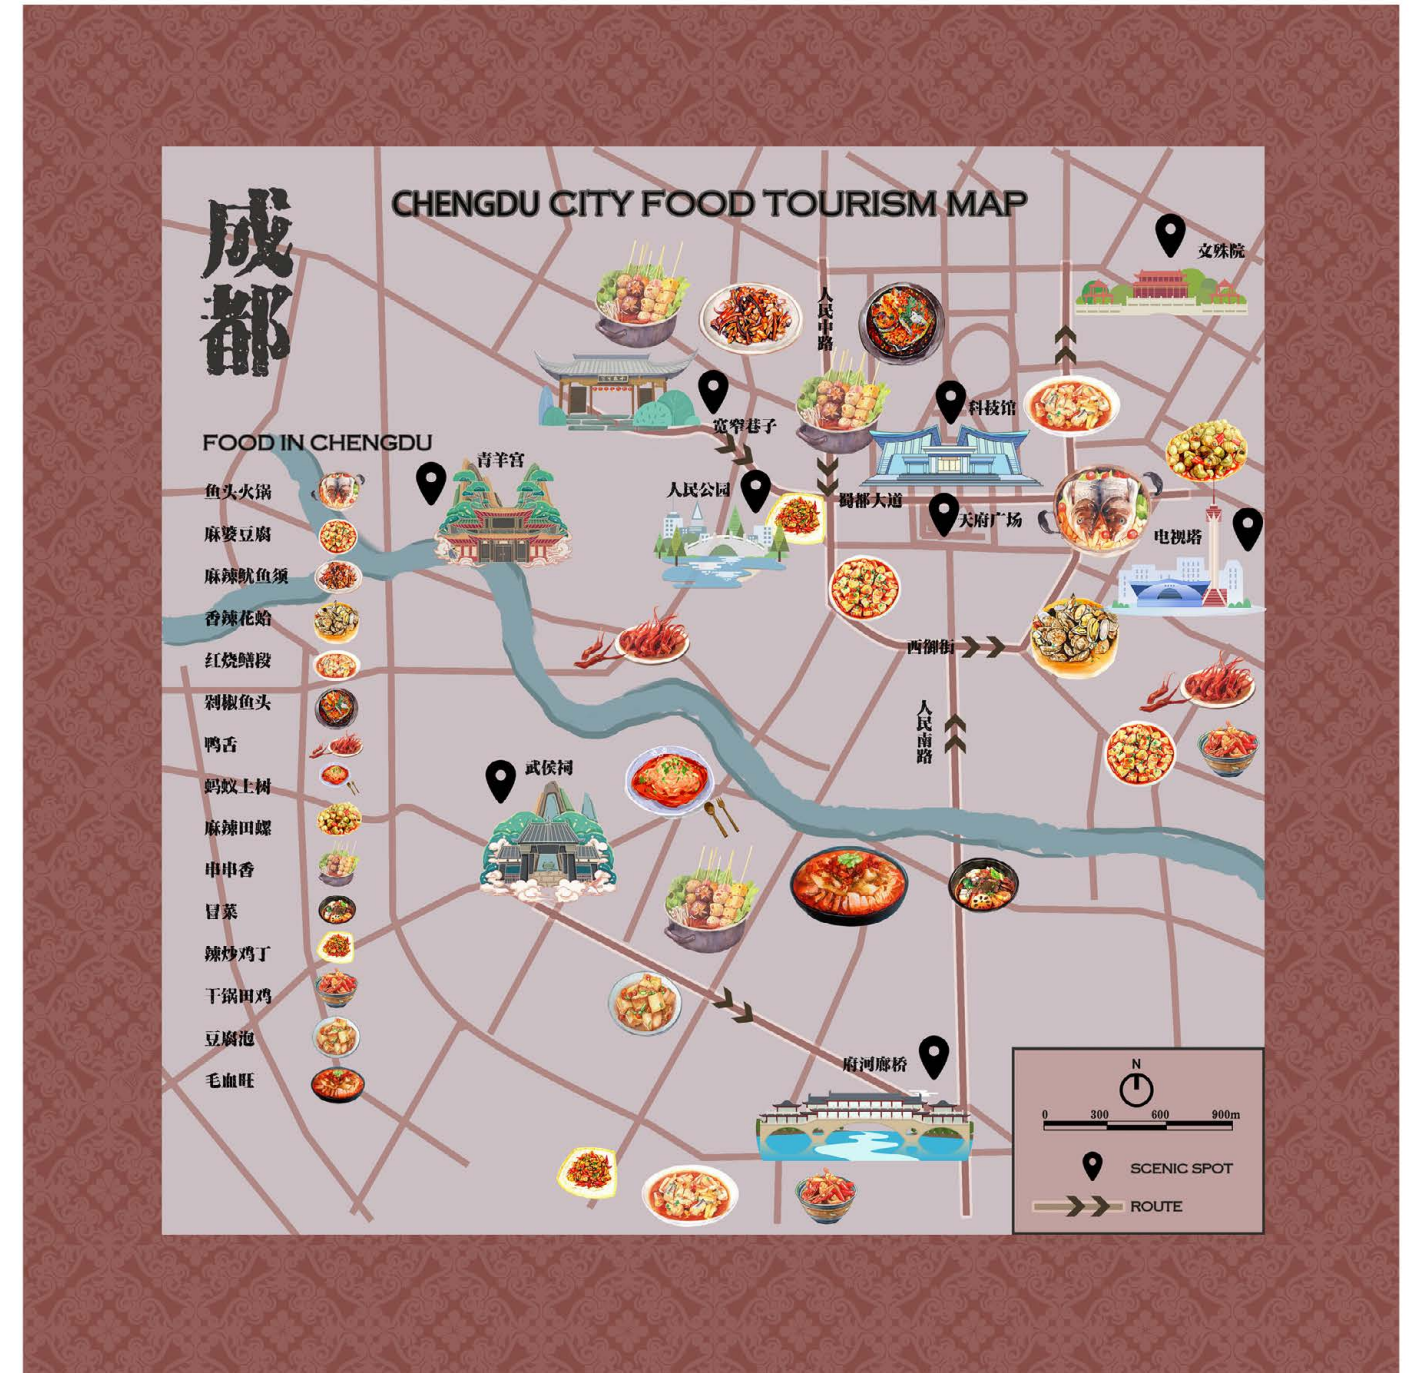 成都
CHENGDU CITY FOOD TOURISM MAP
文殊院
人民中路
科技馆
宽窄巷子
FOOD IN CHENGDU
青羊宫
人民公园
蜀都大道
天府广场
电视塔
鱼头火锅
麻婆豆腐
麻辣鱿鱼须
香辣花蛤
红烧鳝段
剁椒鱼头
鸭舌
蚂蚁上树
麻辣田螺
串串香
冒菜
辣炒鸡丁
干锅田鸡
豆腐泡
毛血旺
西御街
人民南路
武侯祠
府河廊桥
N
0 300 600 900m
SCENIC SPOT
ROUTE